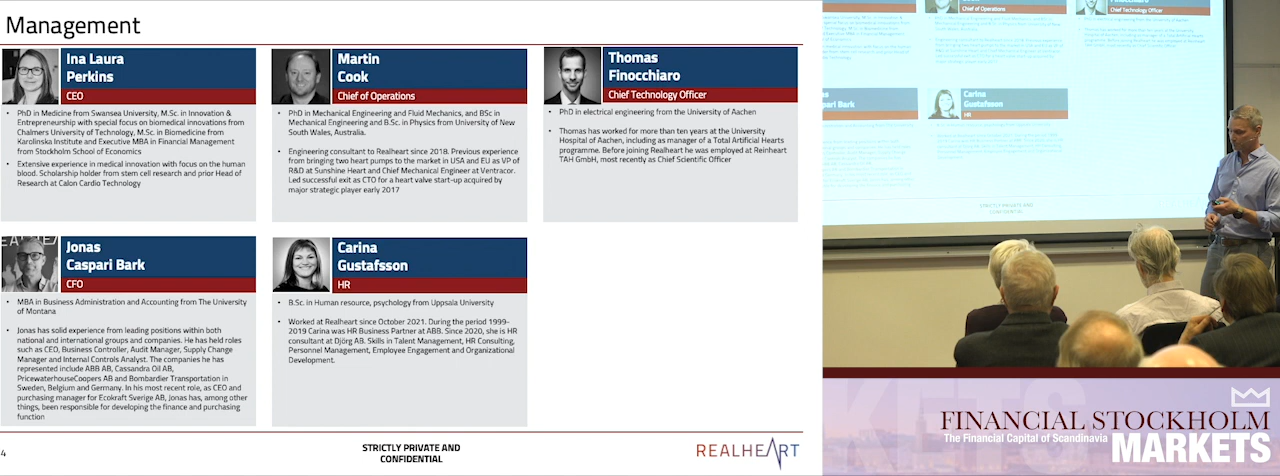 Management
Ina Laura
Perkins
CEO
• PhD in Medicine from Swansea University, M.Sc. in Innovation &
Entrepreneurship with special focus on biomedical innovations from
Chalmers University of Technology, M.Sc. in Biomedicine from
Karolinska Institute and Executive MBA in Financial Management
from Stockholm School of Economics
• Extensive experience in medical innovation with focus on the human
blood. Scholarship holder from stem cell research and prior Head of
Research at Calon Cardio Technology
Martin
Cook
Chief of Operations
• PhD in Mechanical Engineering and Fluid Mechanics, and BSc in
Mechanical Engineering and B.Sc. in Physics from University of New
South Wales, Australia.
• Engineering consultant to Realheart since 2018. Previous experience
from bringing two heart pumps to the market in USA and EU as VP of
R&D at Sunshine Heart and Chief Mechanical Engineer at Ventracor.
Led successful exit as CTO for a heart valve start-up acquired by
major strategic player early 2017
Thomas
Finocchiaro
Chief Technology Officer
• PhD in electrical engineering from the University of Aachen
• Thomas has worked for more than ten years at the University
Hospital of Aachen, including as manager of a Total Artificial Hearts
programme. Before joining Realheart he was employed at Reinheart
TAH GmbH, most recently as Chief Scientific Officer
Jonas
Caspari Bark
CFO
• MBA in Business Administration and Accounting from The University
of Montana
• Jonas has solid experience from leading positions within both
national and international groups and companies. He has held roles
such as CEO, Business Controller, Audit Manager, Supply Change
Manager and Internal Controls Analyst. The companies he has
represented include ABB AB, Cassandra Oil AB,
PricewaterhouseCoopers AB and Bombardier Transportation in
Sweden, Belgium and Germany. In his most recent role, as CEO and
purchasing manager for Ecokraft Sverige AB, Jonas has, among other
things, been responsible for developing the finance and purchasing
function
Carina
Gustafsson
HR
• B.Sc. in Human resource, psychology from Uppsala University
• Worked at Realheart since October 2021. During the period 1999-
2019 Carina was HR Business Partner at ABB. Since 2020, she is HR
consultant at Djörg AB. Skills in Talent Management, HR Consulting,
Personnel Management, Employee Engagement and Organizational
Development.
4
STRICTLY PRIVATE AND
CONFIDENTIAL
REALHEART
Chief of Operations
Finocchiaro
Chief Technology Officer
ari Bark
Carina
Gustafsson
HR
STRICTLY PRIVATE AND
CONFIDENTIAL
KETS
FINANCIAL STOCKHOLM
The Financial Capital of Scandinavia
MARKETS